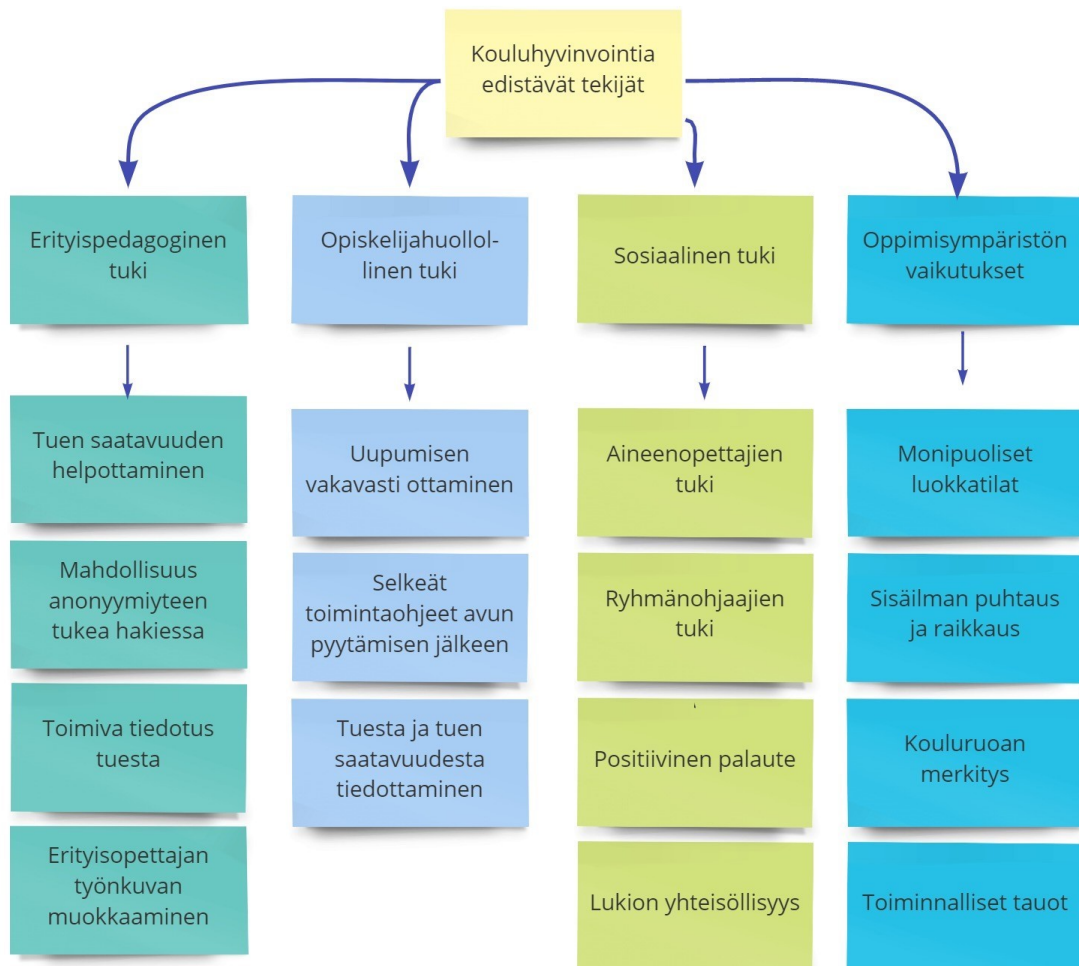 Kouluhyvinvointia
edistävät tekijät
Erityispedagoginen
tuki
Opiskelijahuollol-
linen tuki
Sosiaalinen tuki
Oppimisympäristön
vaikutukset
Tuen saatavuuden
helpottaminen
Mahdollisuus
anonyymiyteen
tukea hakiessa
Toimiva tiedotus
tuesta
Erityisopettajan
työnkuvan
muokkaaminen
Uupumisen
vakavasti ottaminen
Selkeät
toimintaohjeet avun
pyytämisen jälkeen
Tuesta ja tuen
saatavuudesta
tiedottaminen
Aineenopettajien
tuki
Ryhmänohjaajien
tuki
Positiivinen palaute
Lukion yhteisöllisyys
Monipuoliset
luokkatilat
Sisäilman puhtaus
ja raikkaus
Kouluruoan
merkitys
Toiminnalliset tauot